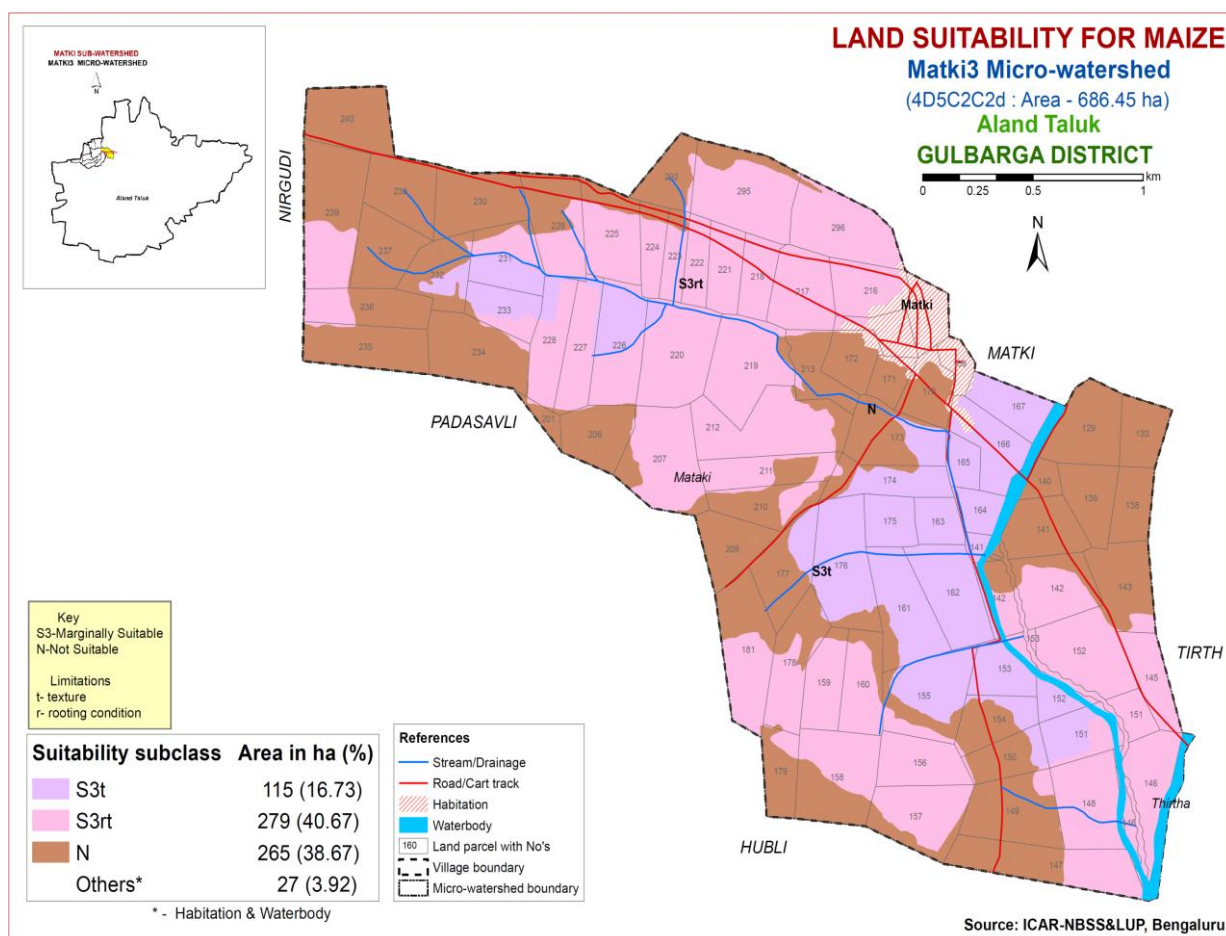 MATKI SUB-WATERSHED
MATKI3 MICRO-WATERSHED
N
Aland Taluk
LAND SUITABILITY FOR MAIZE
Matki3 Micro-watershed
(4D5C2C2d : Area - 686.45 ha)
Aland Taluk
GULBARGA DISTRICT
0 0.25 0.5 1 km
N
NIRGUDI
240
239
230
229
292
295
296
237
232
231
225
224
223
222
221
218
217
216
S3rt
Matki
MATKI
233
236
235
234
228
227
226
220
219
213
172
171
170
N
PADASAVLI
201
206
207
212
211
210
Mataki
173
174
165
166
167
129
130
140
139
138
175
163
164
141
141
209
177
176
S3t
161
162
142
142
143
181
178
159
160
155
153
153
152
152
145
TIRTH
154
151
151
150
179
158
156
157
149
148
148
146
147
Thirtha
HUBLI
Key
S3-Marginally Suitable
N-Not Suitable
Limitations
t- texture
r- rooting condition
Suitability subclass Area in ha (%)
S3t 115 (16.73)
S3rt 279 (40.67)
N 265 (38.67)
Others* 27 (3.92)
* - Habitation & Waterbody
References
Stream/Drainage
Road/Cart track
Habitation
Waterbody
160 Land parcel with No's
Village boundary
Micro-watershed boundary
Source: ICAR-NBSS&LUP, Bengaluru